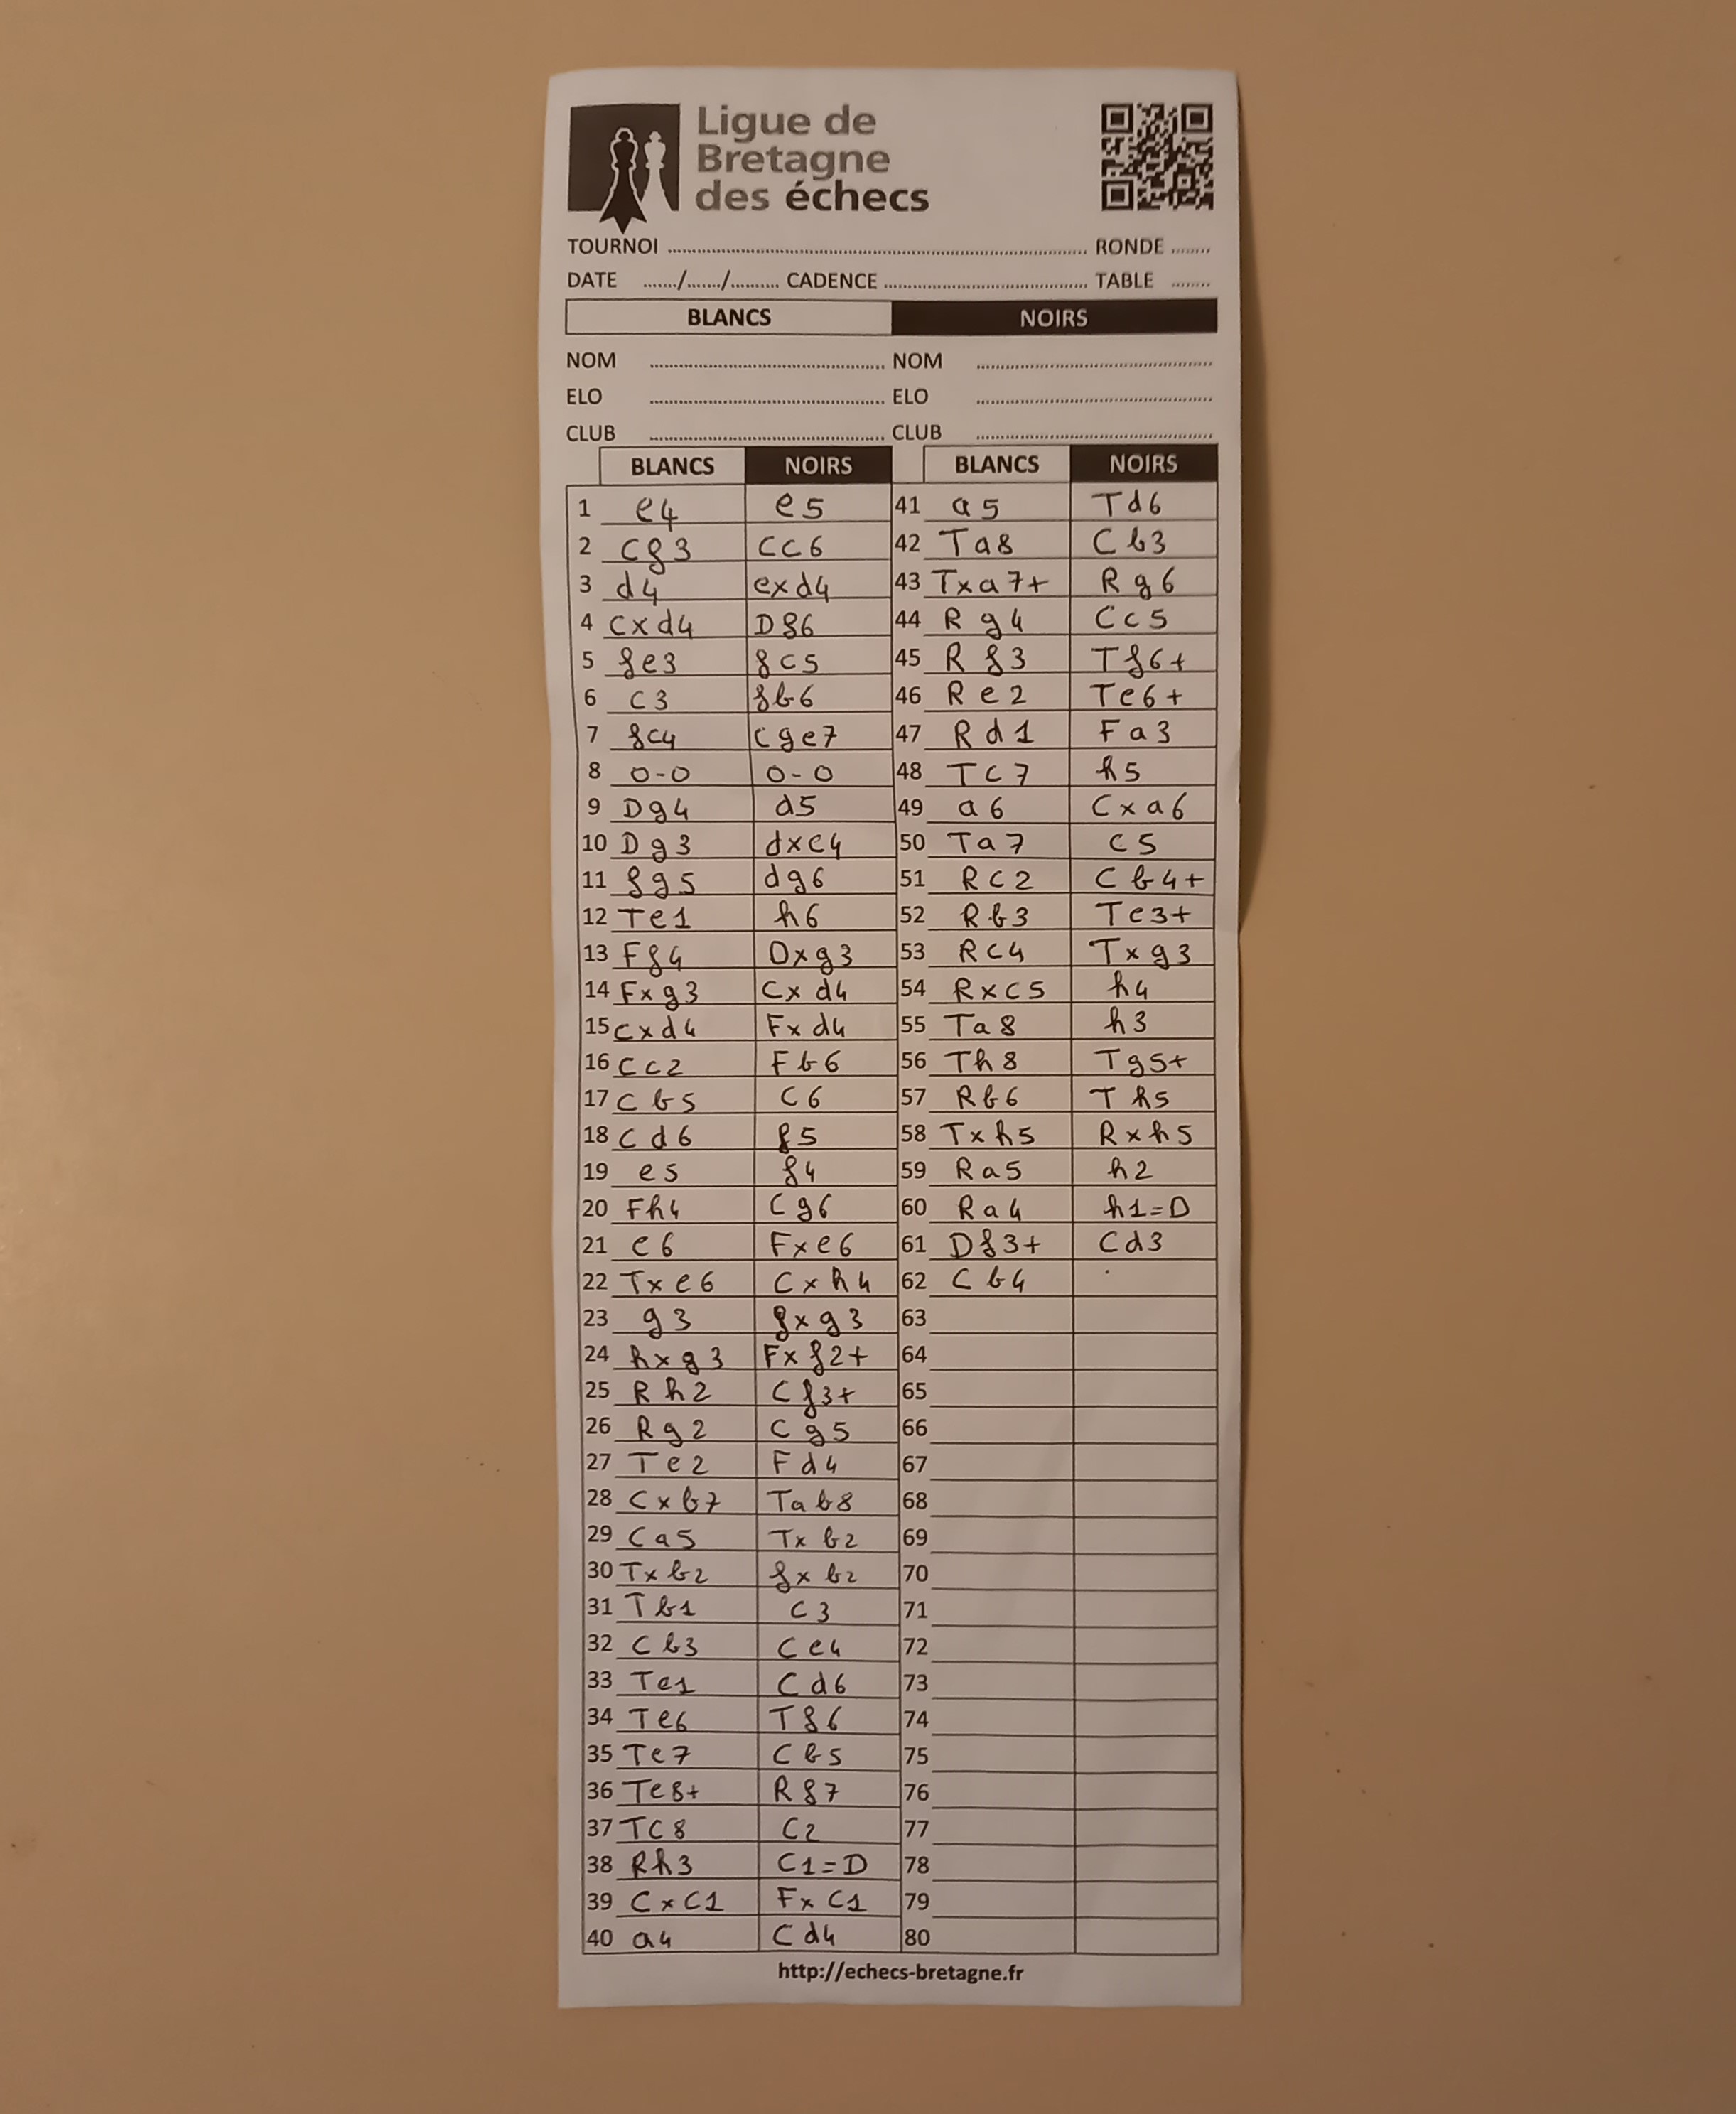 Ligue de
Bretagne
des échecs
TOURNOI ........ RONDE ........
DATE ......./......./.......... CADENCE ........ TABLE ........
BLANCS NOIRS
NOM ........ NOM ........
ELO ........ ELO ........
CLUB ........ CLUB ........
BLANCS NOIRS BLANCS NOIRS
1 e4 e5 41 a5 Td6
2 Cf3 Cc6 42 Ta8 Cb3
3 d4 exd4 43 Txa7+ Rg6
4 Cxd4 Df6 44 Rg4 Cc5
5 fe3 fc5 45 Rf3 Tf6+
6 c3 fb6 46 Re2 Te6+
7 fc4 Cge7 47 Rd1 Fa3
8 0-0 0-0 48 Tc7 h5
9 Dg4 d5 49 a6 Cxa6
10 Dg3 dxc4 50 Ta7 c5
11 fg5 dg6 51 Rc2 Cb4+
12 Te1 h6 52 Rb3 Te3+
13 Ff4 Dxg3 53 Rc4 Txg3
14 Fxg3 Cxd4 54 Rxc5 h4
15 cxd4 Fxd4 55 Ta8 h3
16 Cc2 Fb6 56 Th8 Tg5+
17 Cb5 c6 57 Rb6 Th5
18 Cd6 f5 58 Txh5 Rxh5
19 e5 f4 59 Ra5 h2
20 Fh4 Cg6 60 Ra4 h1=D
21 e6 Fxe6 61 Df3+ Cd3
22 Txe6 Cxh4 62 Cb4
23 g3 fxg3 63
24 hxg3 Fxf2+ 64
25 Rh2 Cf3+ 65
26 Rg2 Cg5 66
27 Te2 Fd4 67
28 Cxb7 Tab8 68
29 Ca5 Txb2 69
30 Txb2 fxb2 70
31 Tb1 c3 71
32 Cb3 Ce4 72
33 Te1 Cd6 73
34 Te6 Tf6 74
35 Te7 Cb5 75
36 Te8+ Rf7 76
37 Tc8 c2 77
38 Rh3 c1=D 78
39 Cxc1 Fxc1 79
40 a4 Cd4 80
http://echecs-bretagne.fr